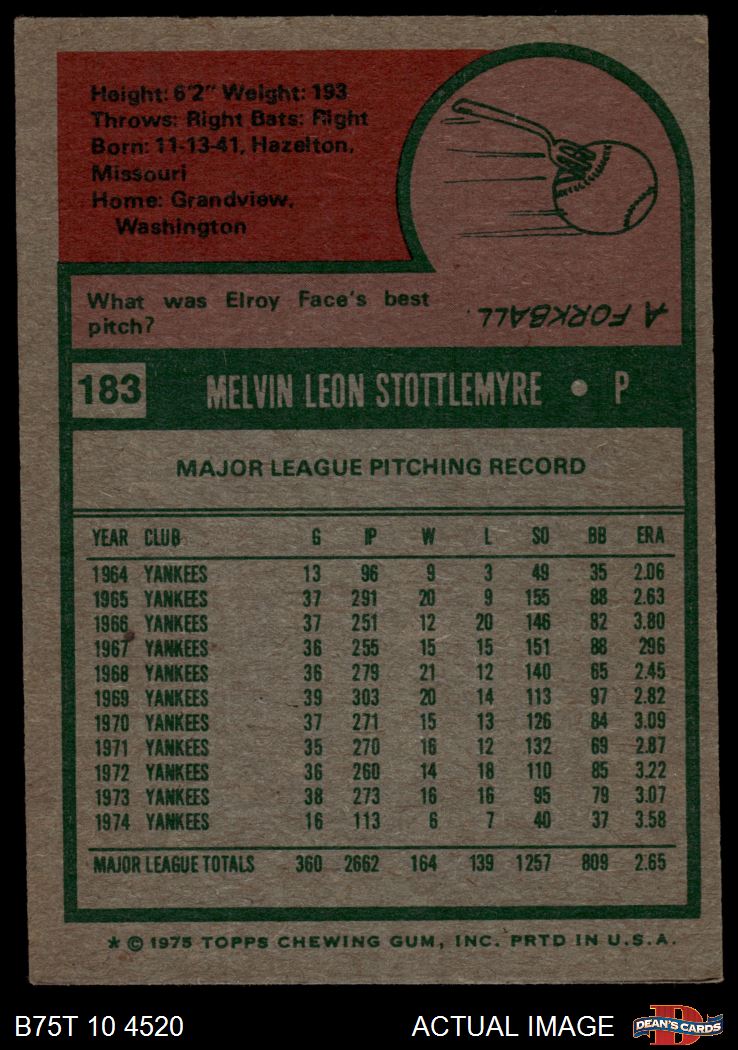 Height: 6'2" Weight: 193
Throws: Right Bats: Right
Born: 11-13-41, Hazelton,
Missouri
Home: Grandview,
Washington
What was Elroy Face's best
pitch?
A FORKBALL
183 MELVIN LEON STOTTLEMYRE • P
MAJOR LEAGUE PITCHING RECORD
YEAR CLUB G IP W L SO BB ERA
1964 YANKEES 13 96 9 3 49 35 2.06
1965 YANKEES 37 291 20 9 155 88 2.63
1966 YANKEES 37 251 12 20 146 82 3.80
1967 YANKEES 36 255 15 15 151 88 296
1968 YANKEES 36 279 21 12 140 65 2.45
1969 YANKEES 39 303 20 14 113 97 2.82
1970 YANKEES 37 271 15 13 126 84 3.09
1971 YANKEES 35 270 16 12 132 69 2.87
1972 YANKEES 36 260 14 18 110 85 3.22
1973 YANKEES 38 273 16 16 95 79 3.07
1974 YANKEES 16 113 6 7 40 37 3.58
MAJOR LEAGUE TOTALS 360 2662 164 139 1257 809 2.65
* © 1975 TOPPS CHEWING GUM, INC. PRTD IN U.S.A.
B75T 10 4520 ACTUAL IMAGE DEAN'S CARDS